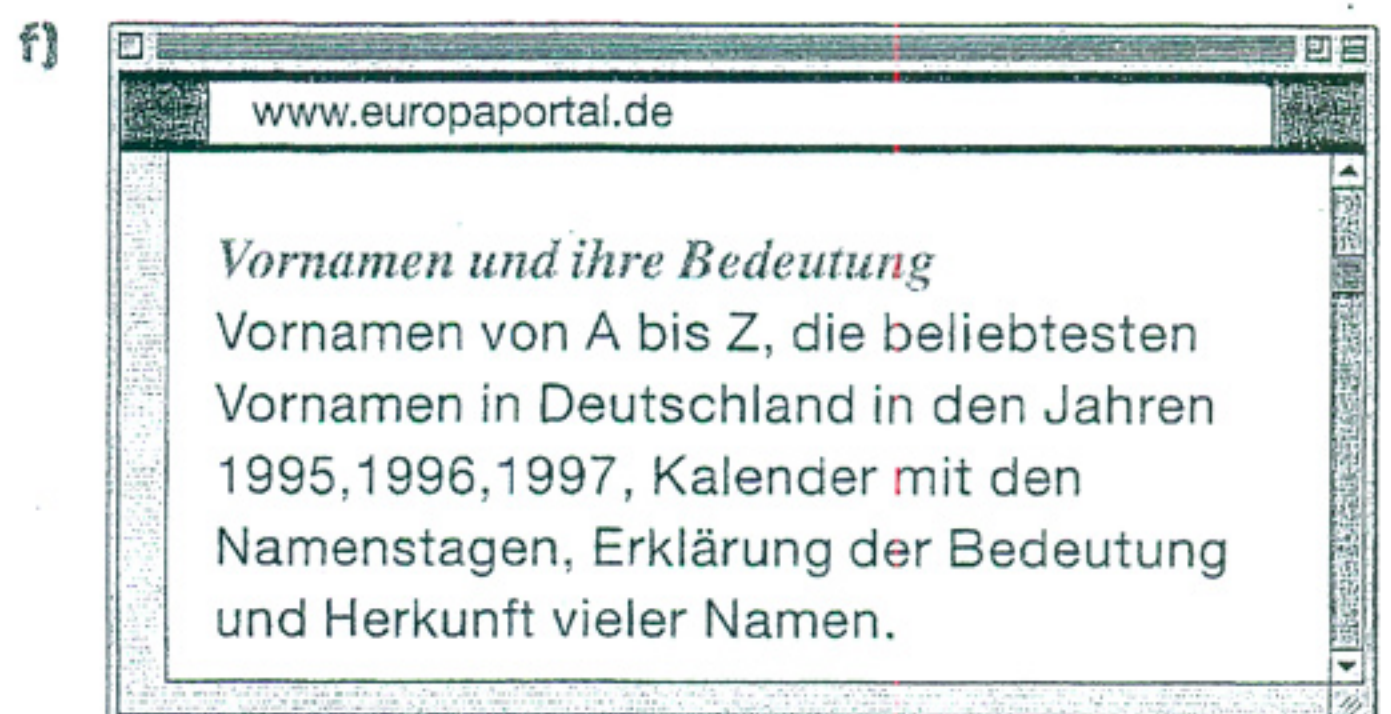 f)
www.europaportal.de
Vornamen und ihre Bedeutung
Vornamen von A bis Z, die beliebtesten
Vornamen in Deutschland in den Jahren
1995,1996,1997, Kalender mit den
Namenstagen, Erklärung der Bedeutung
und Herkunft vieler Namen.